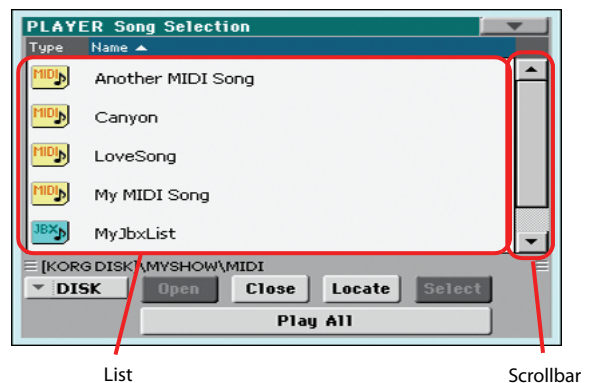 PLAYER Song Selection
Type Name
MIDI Another MIDI Song
MIDI Canyon
MIDI LoveSong
MIDI My MIDI Song
JBX MyJbxList
[KORG DISK]\MYSHOW\MIDI
DISK Open Close Locate Select
Play All
List Scrollbar